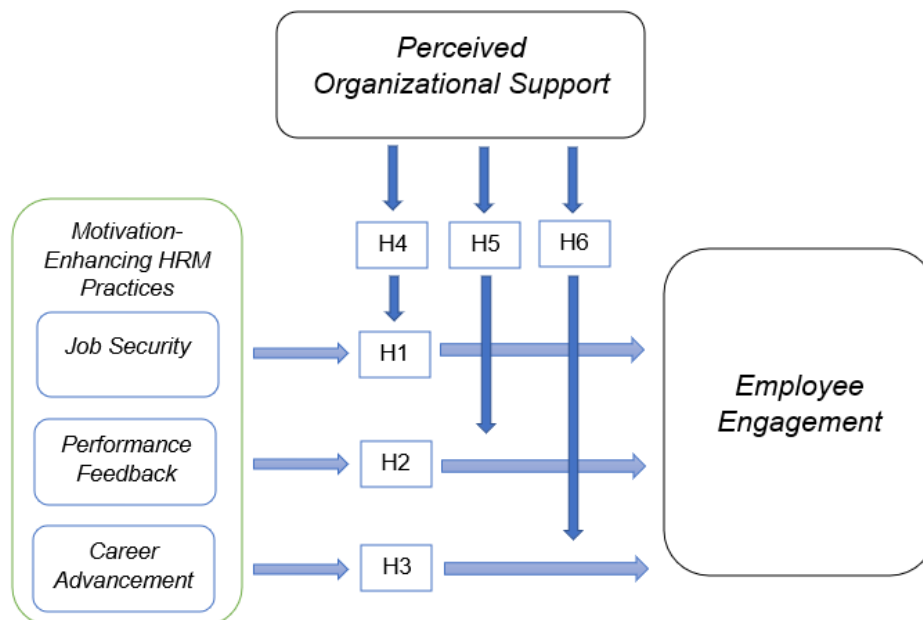 Perceived
Organizational Support
H4
H5
H6
Motivation-
Enhancing HRM
Practices
Job Security
H1
Employee
Engagement
Performance
Feedback
H2
Career
Advancement
H3